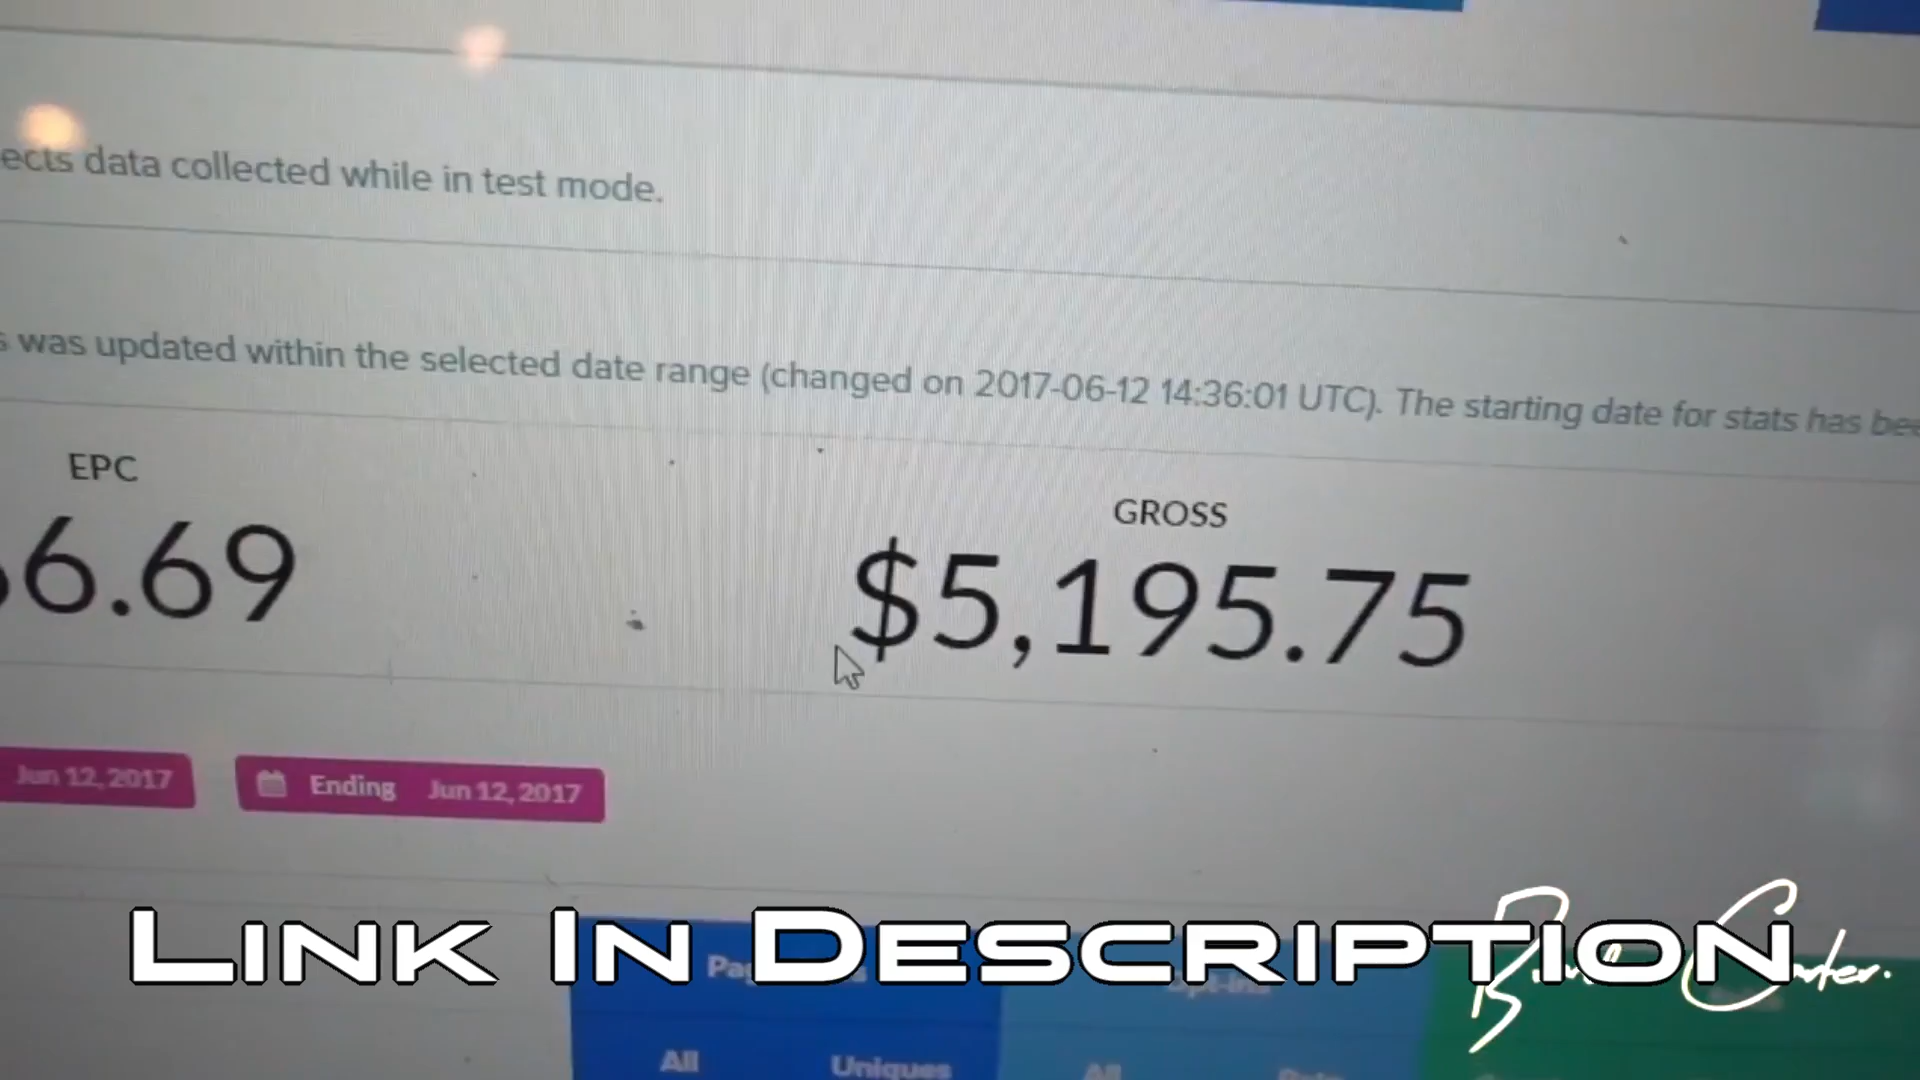 ects data collected while in test mode.
s was updated within the selected date range (changed on 2017-06-12 14:36:01 UTC). The starting date for stats has bee
EPC
6.69
GROSS
$5,195.75
Jun 12, 2017
Ending Jun 12, 2017
LINK IN DESCRIPTION
All
Uniques
All